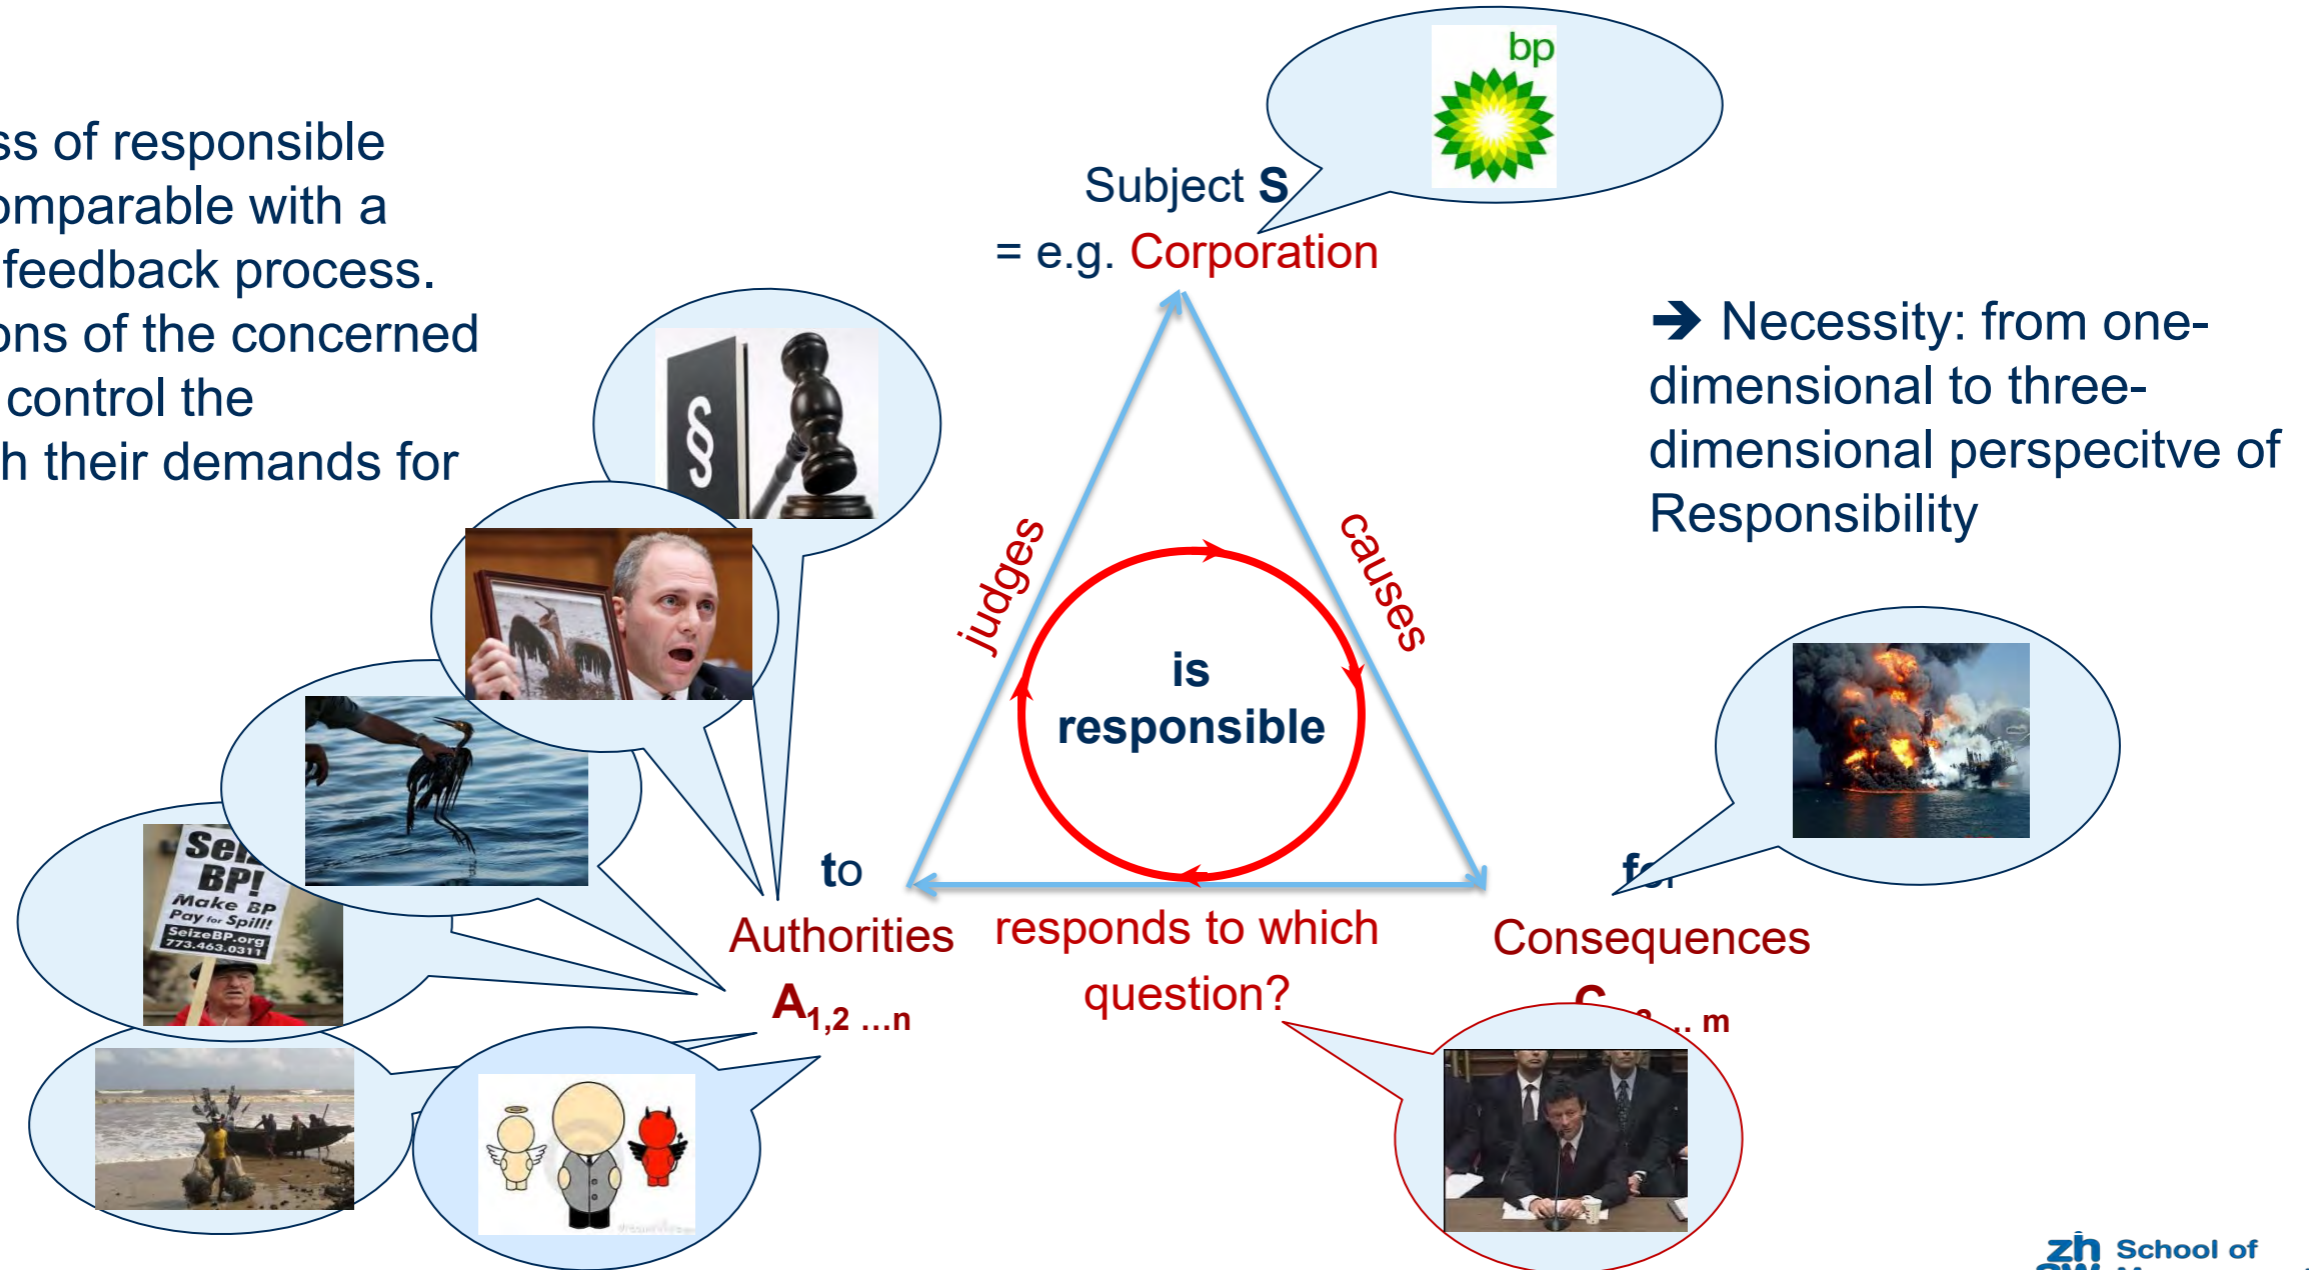 bp
ss of responsible
omparable with a
feedback process.
ons of the concerned
control the
h their demands for
Subject S
= e.g. Corporation
➔ Necessity: from one-
dimensional to three-
dimensional perspecitve of
Responsibility
§
judges
causes
is
responsible
to
Authorities
A1,2 ...n
responds to which
question?
Consequences
m
BP!
Make BP
Pay for Spill!
SeizeBP.org
773.463.0311
zh School of